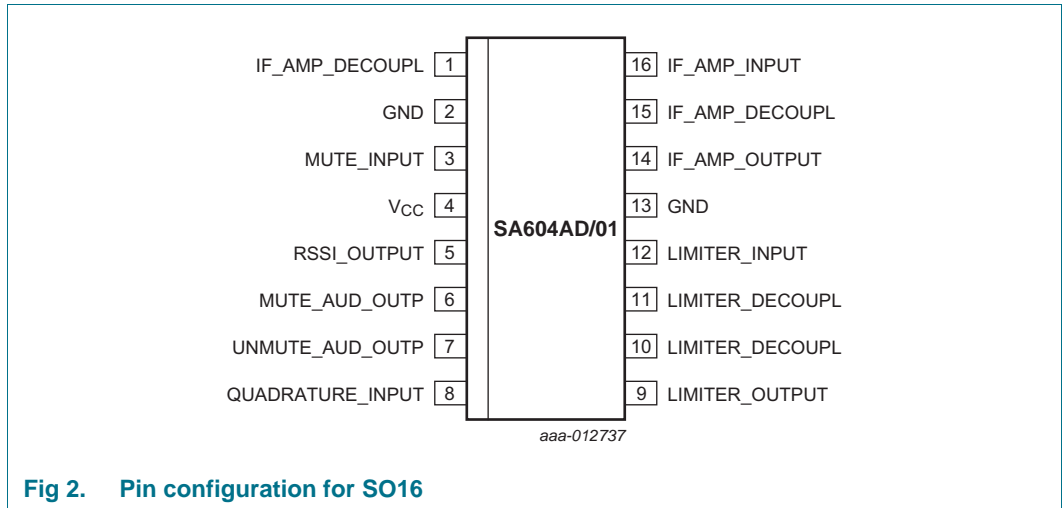 IF_AMP_DECOUPL 1 16 IF_AMP_INPUT
GND 2 15 IF_AMP_DECOUPL
MUTE_INPUT 3 14 IF_AMP_OUTPUT
VCC 4 13 GND
SA604AD/01
RSSI_OUTPUT 5 12 LIMITER_INPUT
MUTE_AUD_OUTP 6 11 LIMITER_DECOUPL
UNMUTE_AUD_OUTP 7 10 LIMITER_DECOUPL
QUADRATURE_INPUT 8 9 LIMITER_OUTPUT
aaa-012737
Fig 2. Pin configuration for SO16